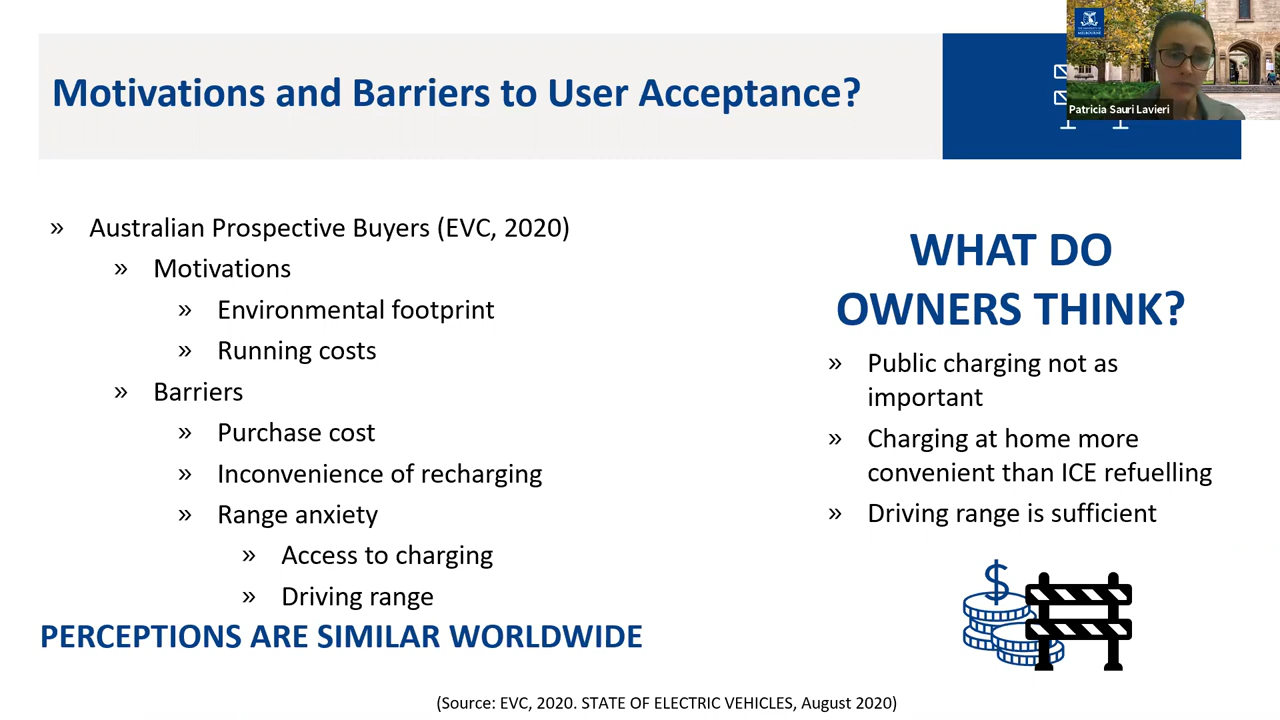 Motivations and Barriers to User Acceptance?
MELBOURNE
Patricia Sauri Lavieri
» Australian Prospective Buyers (EVC, 2020)
» Motivations
» Environmental footprint
» Running costs
» Barriers
» Purchase cost
» Inconvenience of recharging
» Range anxiety
» Access to charging
» Driving range
PERCEPTIONS ARE SIMILAR WORLDWIDE
WHAT DO
OWNERS THINK?
» Public charging not as
important
» Charging at home more
convenient than ICE refuelling
» Driving range is sufficient
$
(Source: EVC, 2020. STATE OF ELECTRIC VEHICLES, August 2020)